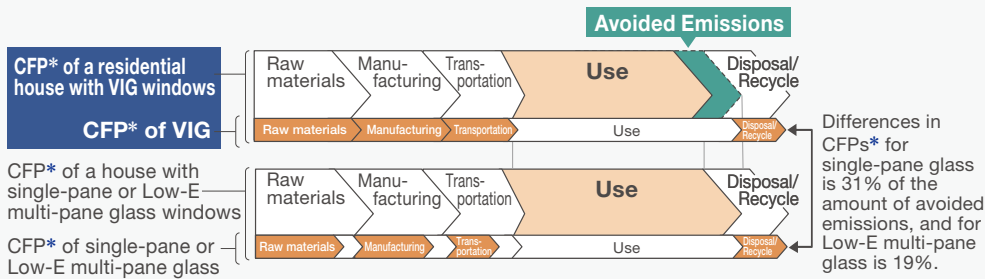 Avoided Emissions
CFP* of a residential
house with VIG windows
Raw
materials
Manu-
facturing
Trans-
portation
Use
Disposal/
Recycle
CFP* of VIG
Raw materials
Manufacturing
Transportation
Use
Disposal/
Recycle
CFP* of a house with
single-pane or Low-E
multi-pane glass windows
Raw
materials
Manu-
facturing
Trans-
portation
Use
Disposal/
Recycle
CFP* of single-pane or
Low-E multi-pane glass
Raw materials
Manufacturing
Trans-
portation
Use
Disposal/
Recycle
Differences in
CFPs* for
single-pane glass
is 31% of the
amount of avoided
emissions, and for
Low-E multi-pane
glass is 19%.